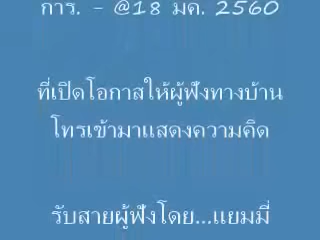 การ. - @18 มค. 2560
ที่เปิดโอกาสให้ผู้ฟังทางบ้าน
โทรเข้ามาแสดงความคิด
รับสายผู้ฟังโดย...แยมมี่